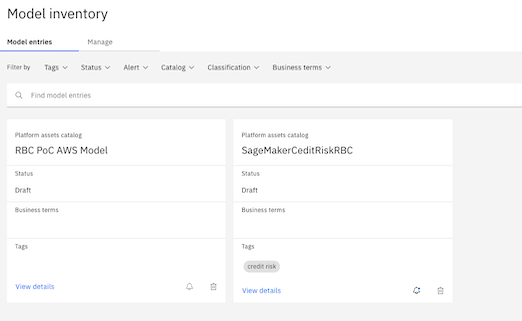 Model inventory
Model entries Manage
Filter by Tags Status Alert Catalog Classification Business terms
Find model entries
Platform assets catalog
RBC PoC AWS Model
Status
Draft
Business terms
Tags
View details
Platform assets catalog
SageMakerCeditRiskRBC
Status
Draft
Business terms
Tags
credit risk
View details